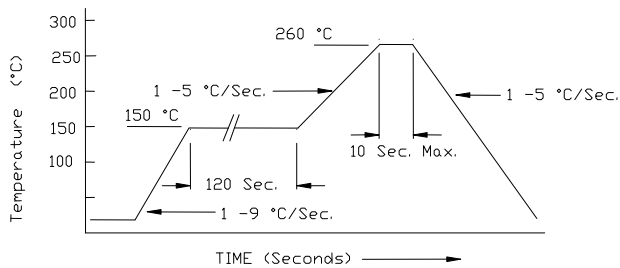 300
260 °C
250
200
1 -5 °C/Sec.
1 -5 °C/Sec.
150 °C
150
10 Sec. Max.
100
120 Sec.
1 -9 °C/Sec.
Temperature (°C)
TIME (Seconds)